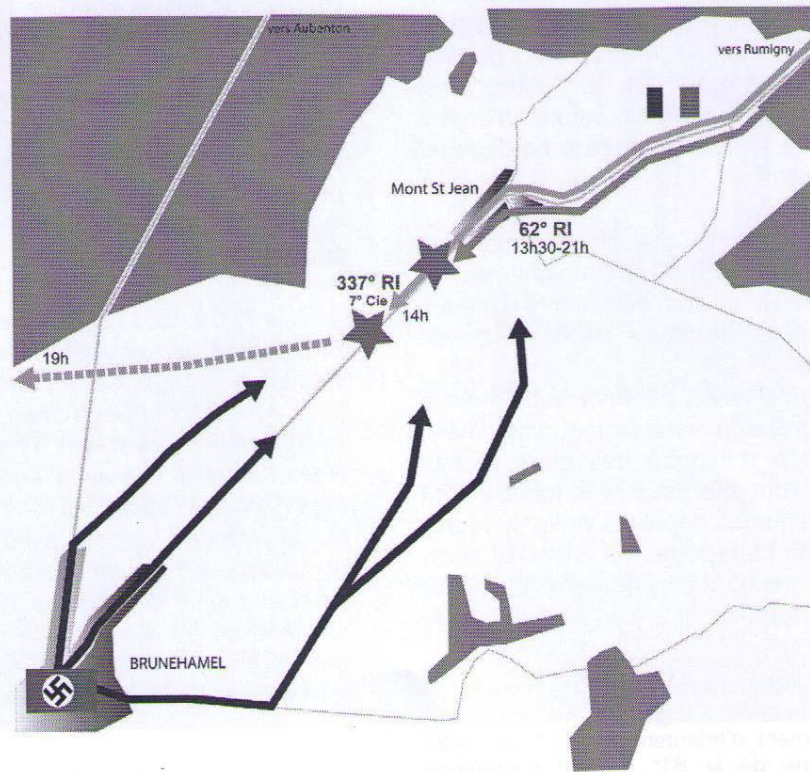 vers Aubenton
vers Rumigny
Mont St Jean
62° RI
13h30-21h
337° RI
7° Cie
14h
19h
BRUNEHAMEL